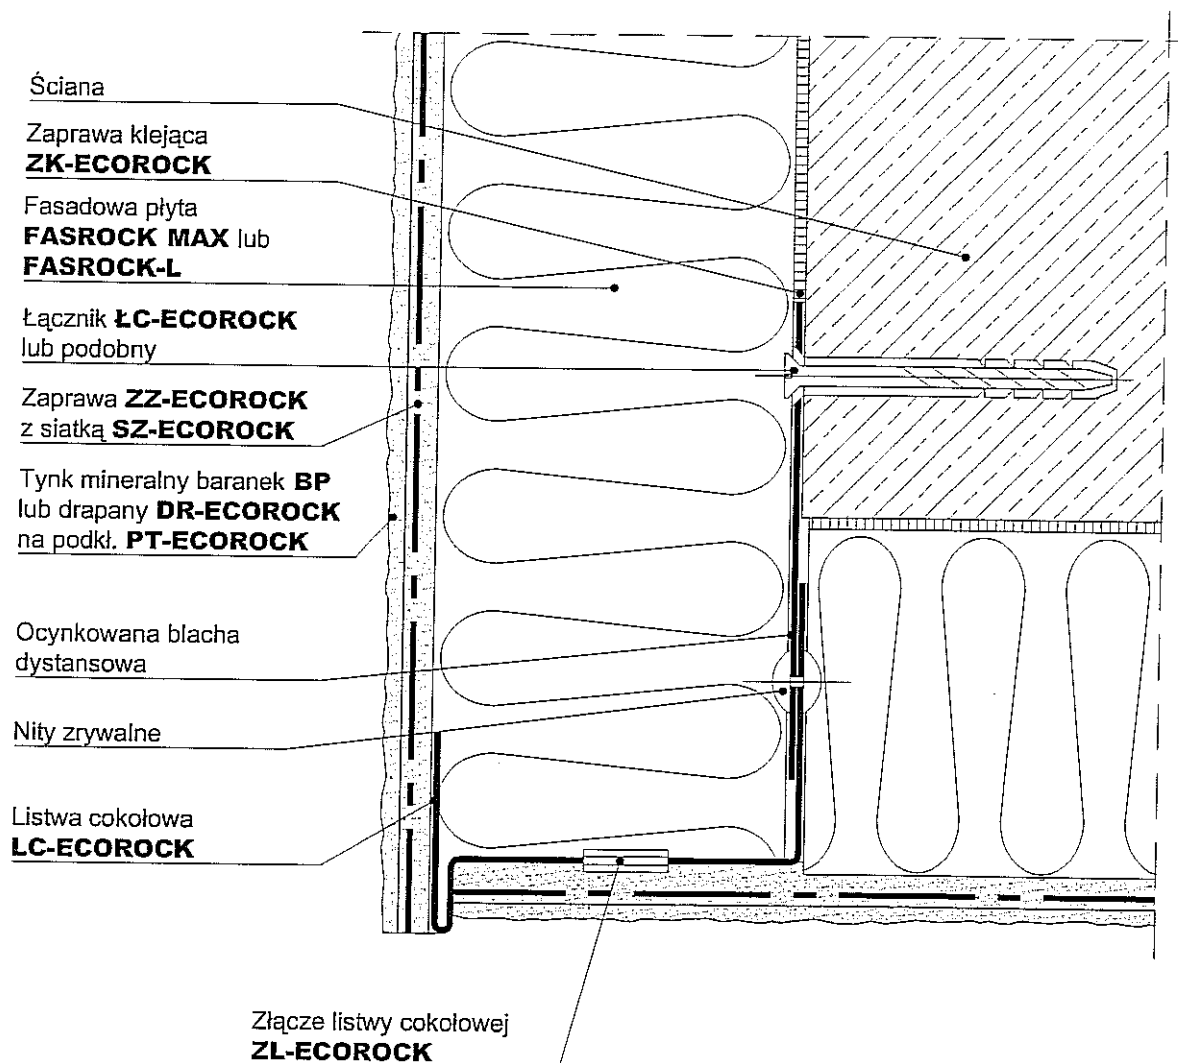 Ściana
Zaprawa klejąca
ZK-ECOROCK
Fasadowa płyta
FASROCK MAX lub
FASROCK-L
Łącznik ŁC-ECOROCK
lub podobny
Zaprawa ZZ-ECOROCK
z siatką SZ-ECOROCK
Tynk mineralny baranek BP
lub drapany DR-ECOROCK
na podkł. PT-ECOROCK
Ocynkowana blacha
dystansowa
Nity zrywalne
Listwa cokołowa
LC-ECOROCK
Złącze listwy cokołowej
ZL-ECOROCK